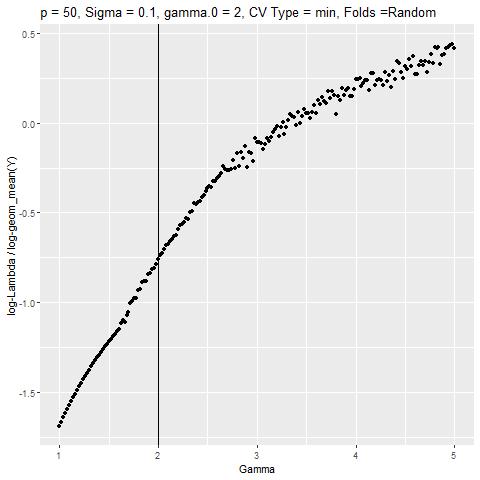 p = 50, Sigma = 0.1, gamma.0 = 2, CV Type = min, Folds =Random
log-Lambda / log-geom_mean(Y)
0.5
0.0
-0.5
-1.0
-1.5
1 2 3 4 5
Gamma